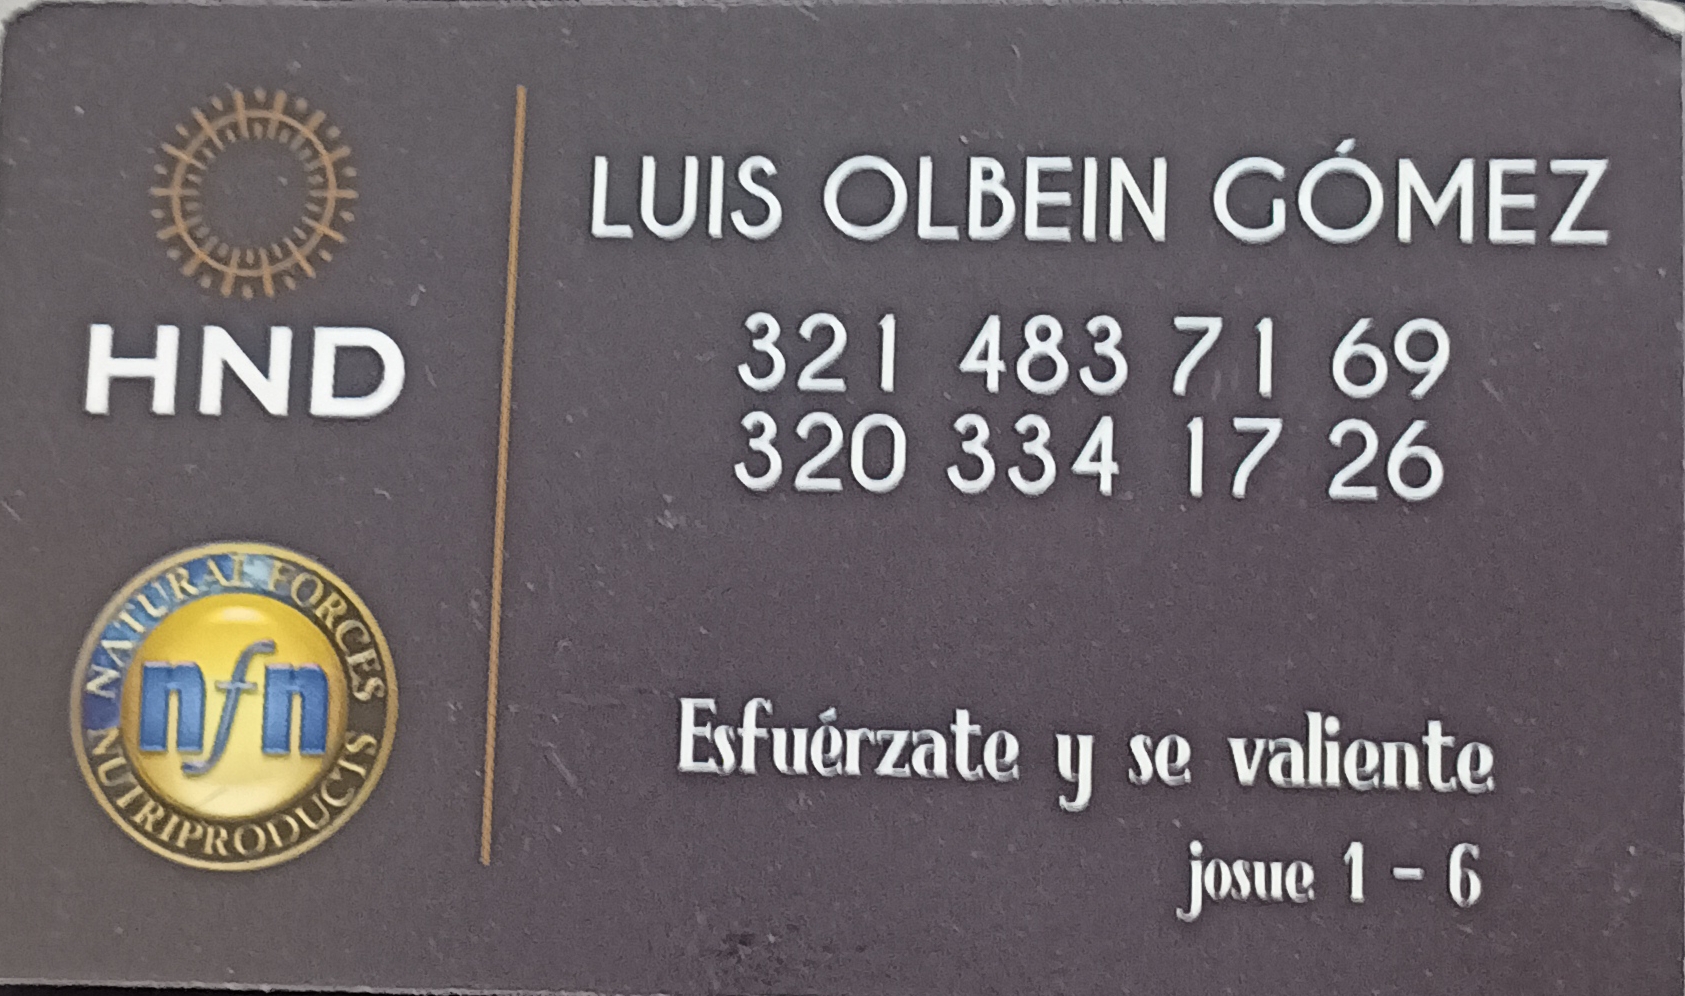 HND
NATURAL FORCES
nfn
NUTRIPRODUCTS
LUIS OLBEIN GÓMEZ
321 483 71 69
320 334 17 26
Esfuérzate y se valiente
josue 1 - 6